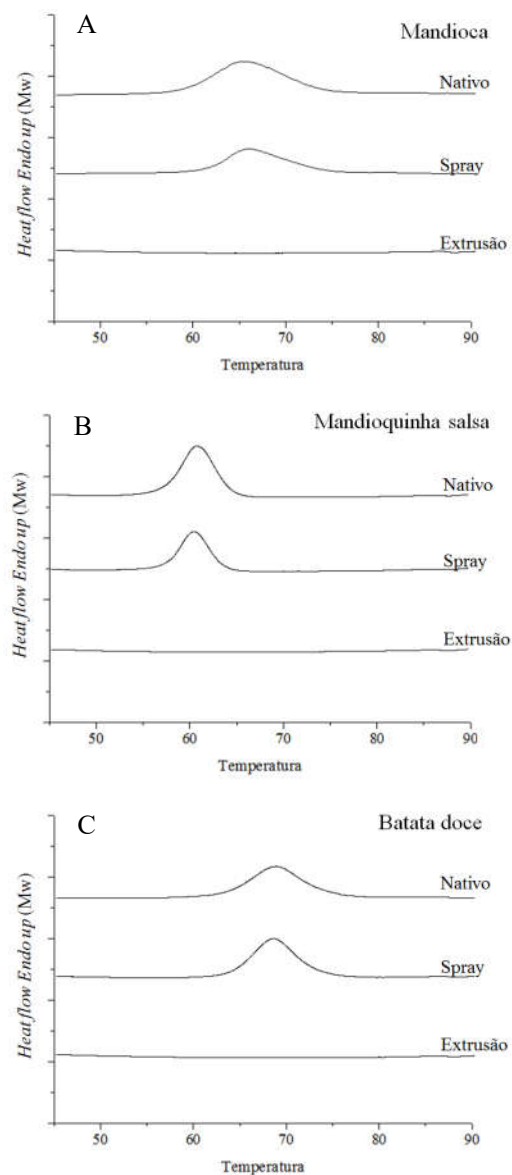 A
Mandioca
Nativo
Spray
Extrusão
Heat flow Endo up (Mw)
50 60 70 80 90
Temperatura
B
Mandioquinha salsa
Nativo
Spray
Extrusão
Heat flow Endo up (Mw)
50 60 70 80 90
Temperatura
C
Batata doce
Nativo
Spray
Extrusão
Heat flow Endo up (Mw)
50 60 70 80 90
Temperatura